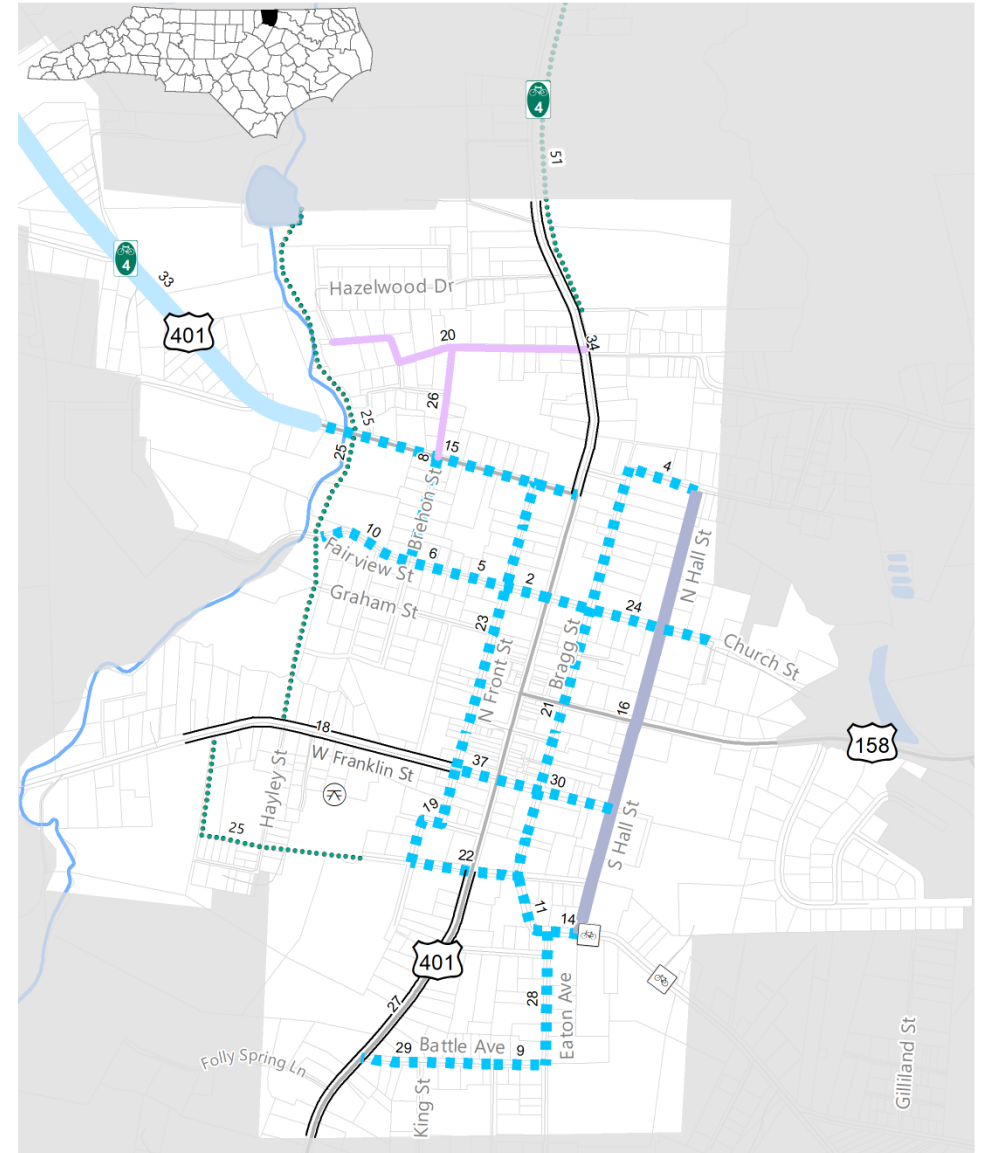 4
51
4
33
Hazelwood Dr
401
20
34
26
25
15
8
25
4
Brehon St
10
6
5
2
Fairview St
N Hall St
Graham St
24
23
Bragg St
Church St
N Front St
21
16
158
18
W Franklin St
37
30
Hayley St
19
25
S Hall St
22
11
14
401
28
27
Eaton Ave
29
Battle Ave
9
Folly Spring Ln
King St
Gilliland St